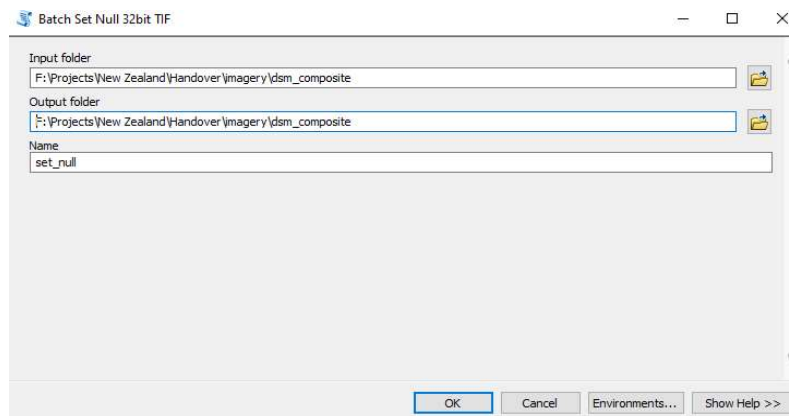 Batch Set Null 32bit TIF
Input folder
F:\Projects\New Zealand\Handover\imagery\dsm_composite
Output folder
F:\Projects\New Zealand\Handover\imagery\dsm_composite
Name
set_null
OK Cancel Environments... Show Help >>